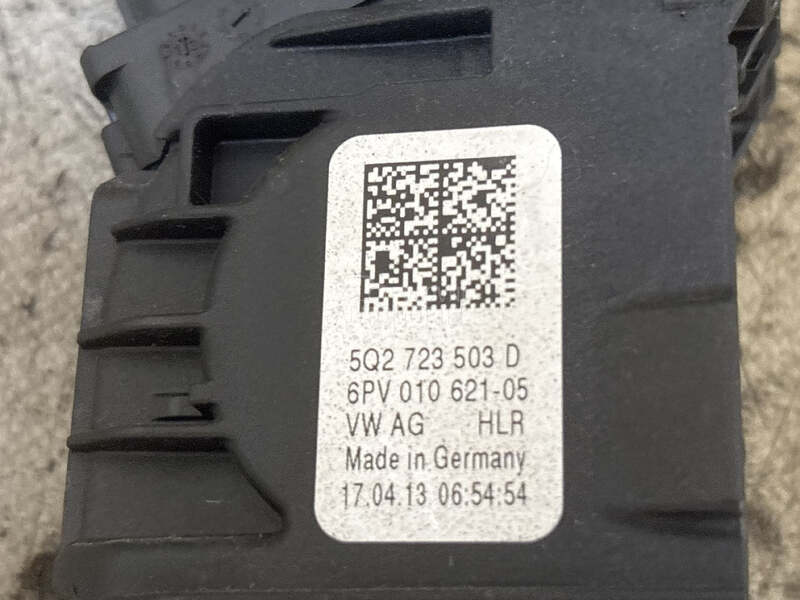 5Q2 723 503 D
6PV 010 621-05
VW AG HLR
Made in Germany
17.04.13 06:54:54